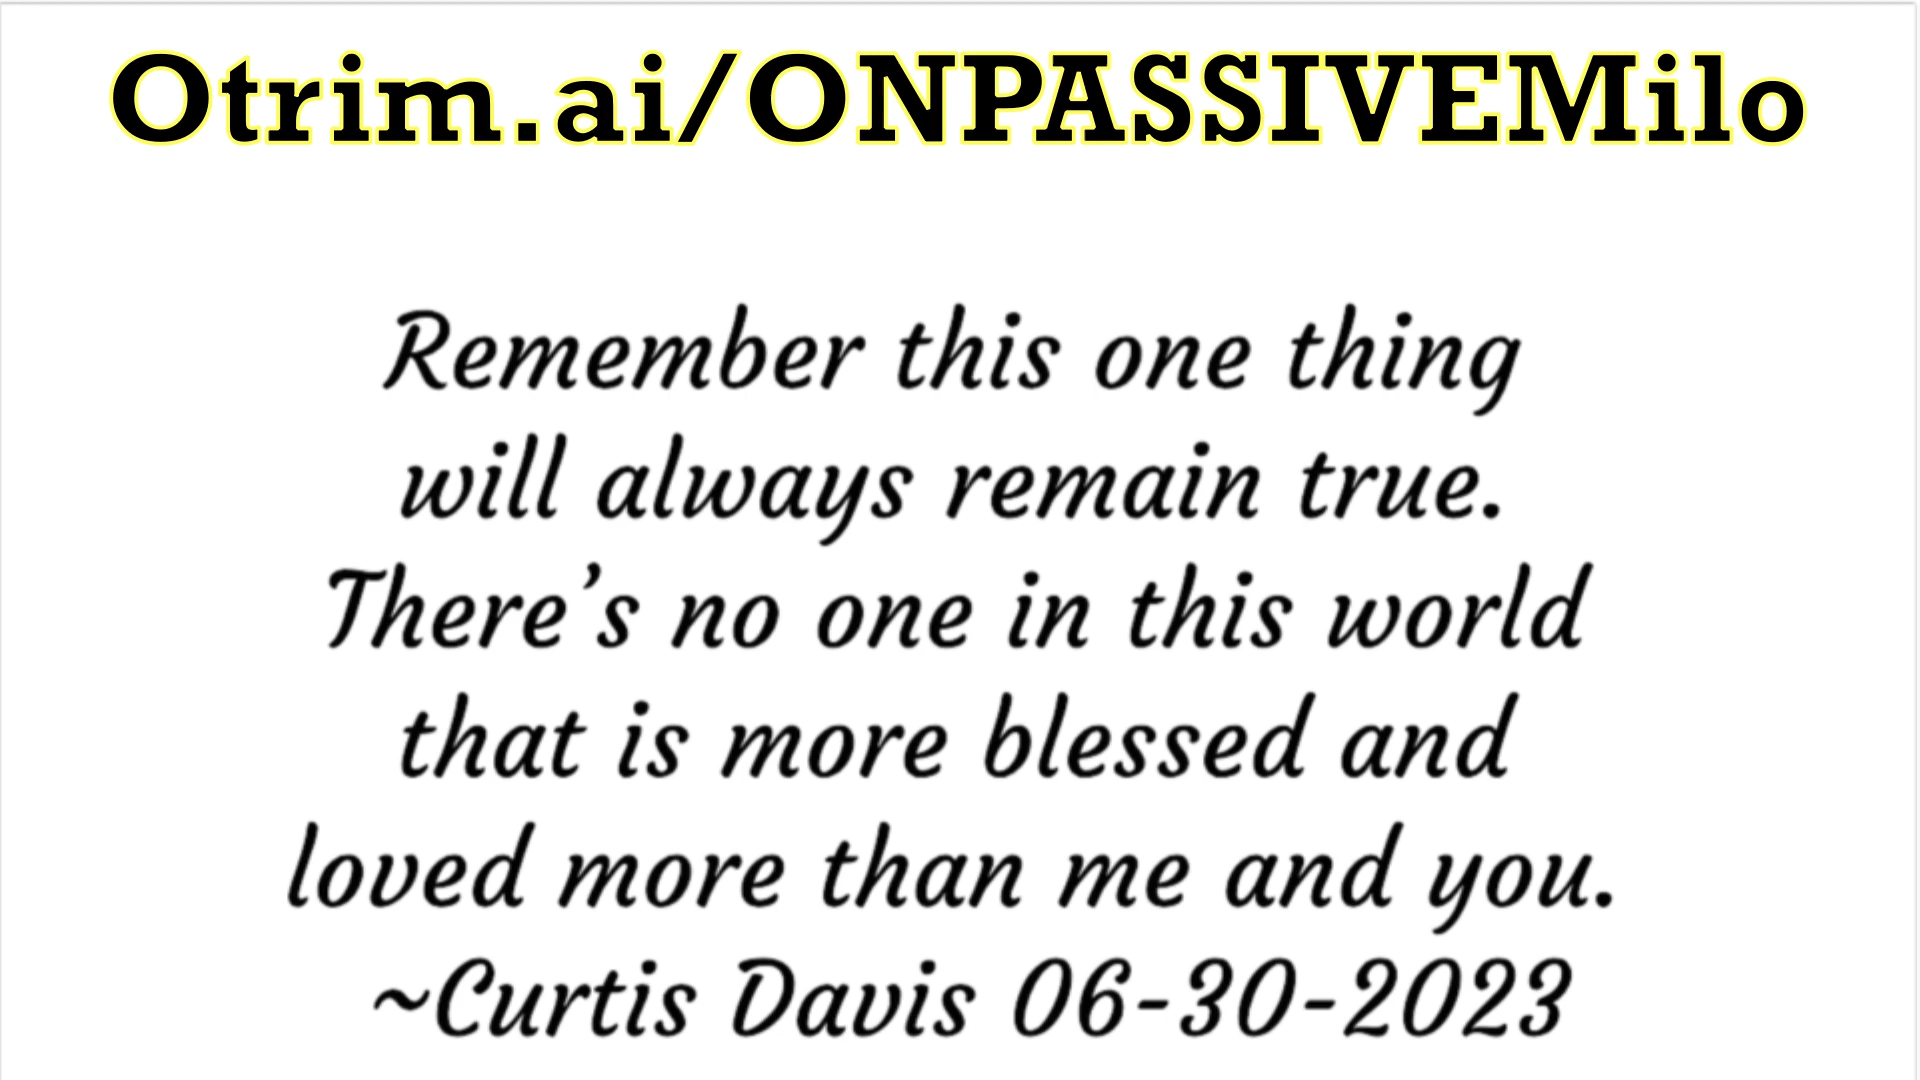 Otrim.ai/ONPASSIVEMilo
Remember this one thing
will always remain true.
There’s no one in this world
that is more blessed and
loved more than me and you.
~Curtis Davis 06-30-2023